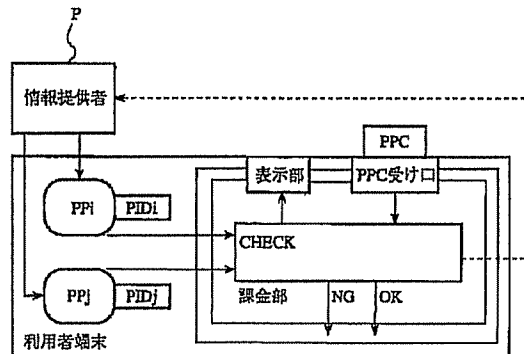 P
情報提供者
PPC
表示部
PPC受け口
PPi
PIDi
CHECK
PPj
PIDj
課金部
NG
OK
利用者端末